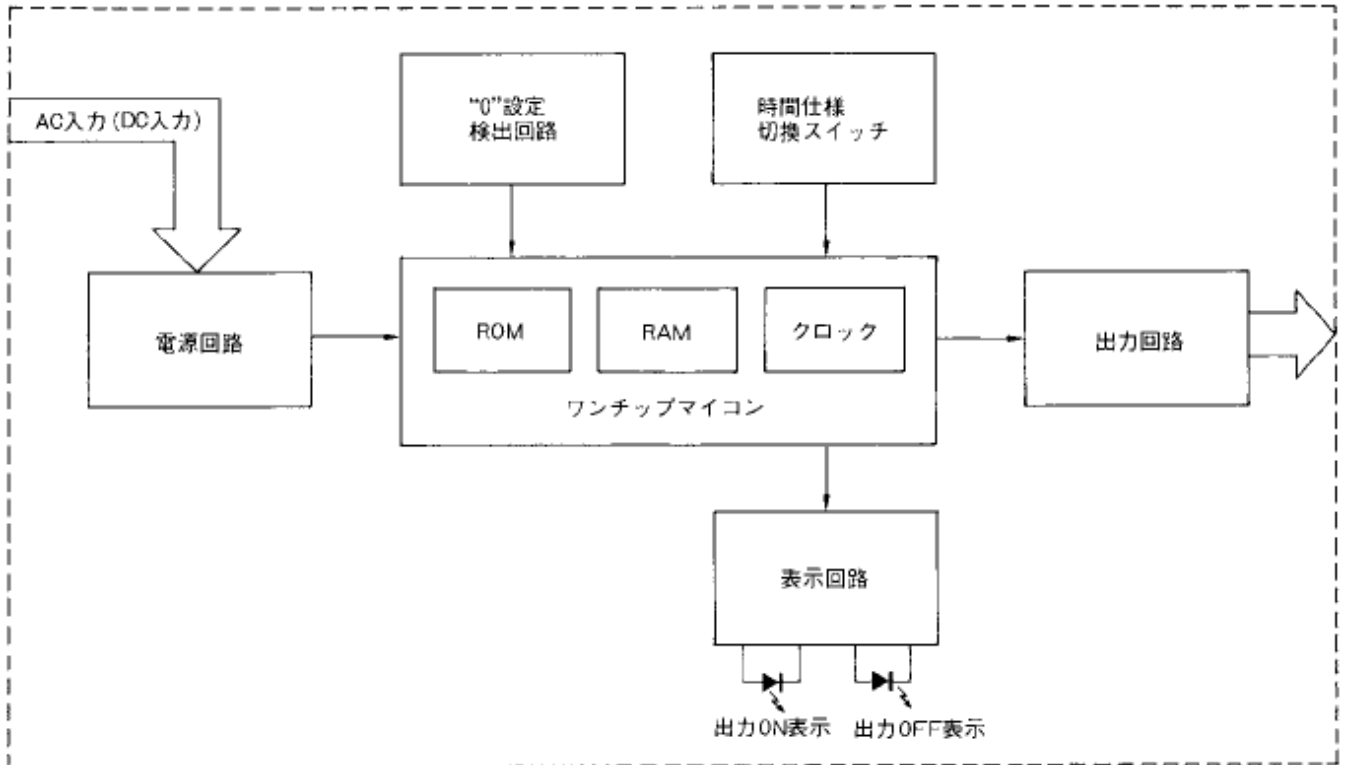 AC入力(DC入力)
“0”設定
検出回路
時間仕様
切換スイッチ
電源回路
ROM
RAM
クロック
ワンチップマイコン
出力回路
表示回路
出力ON表示
出力OFF表示